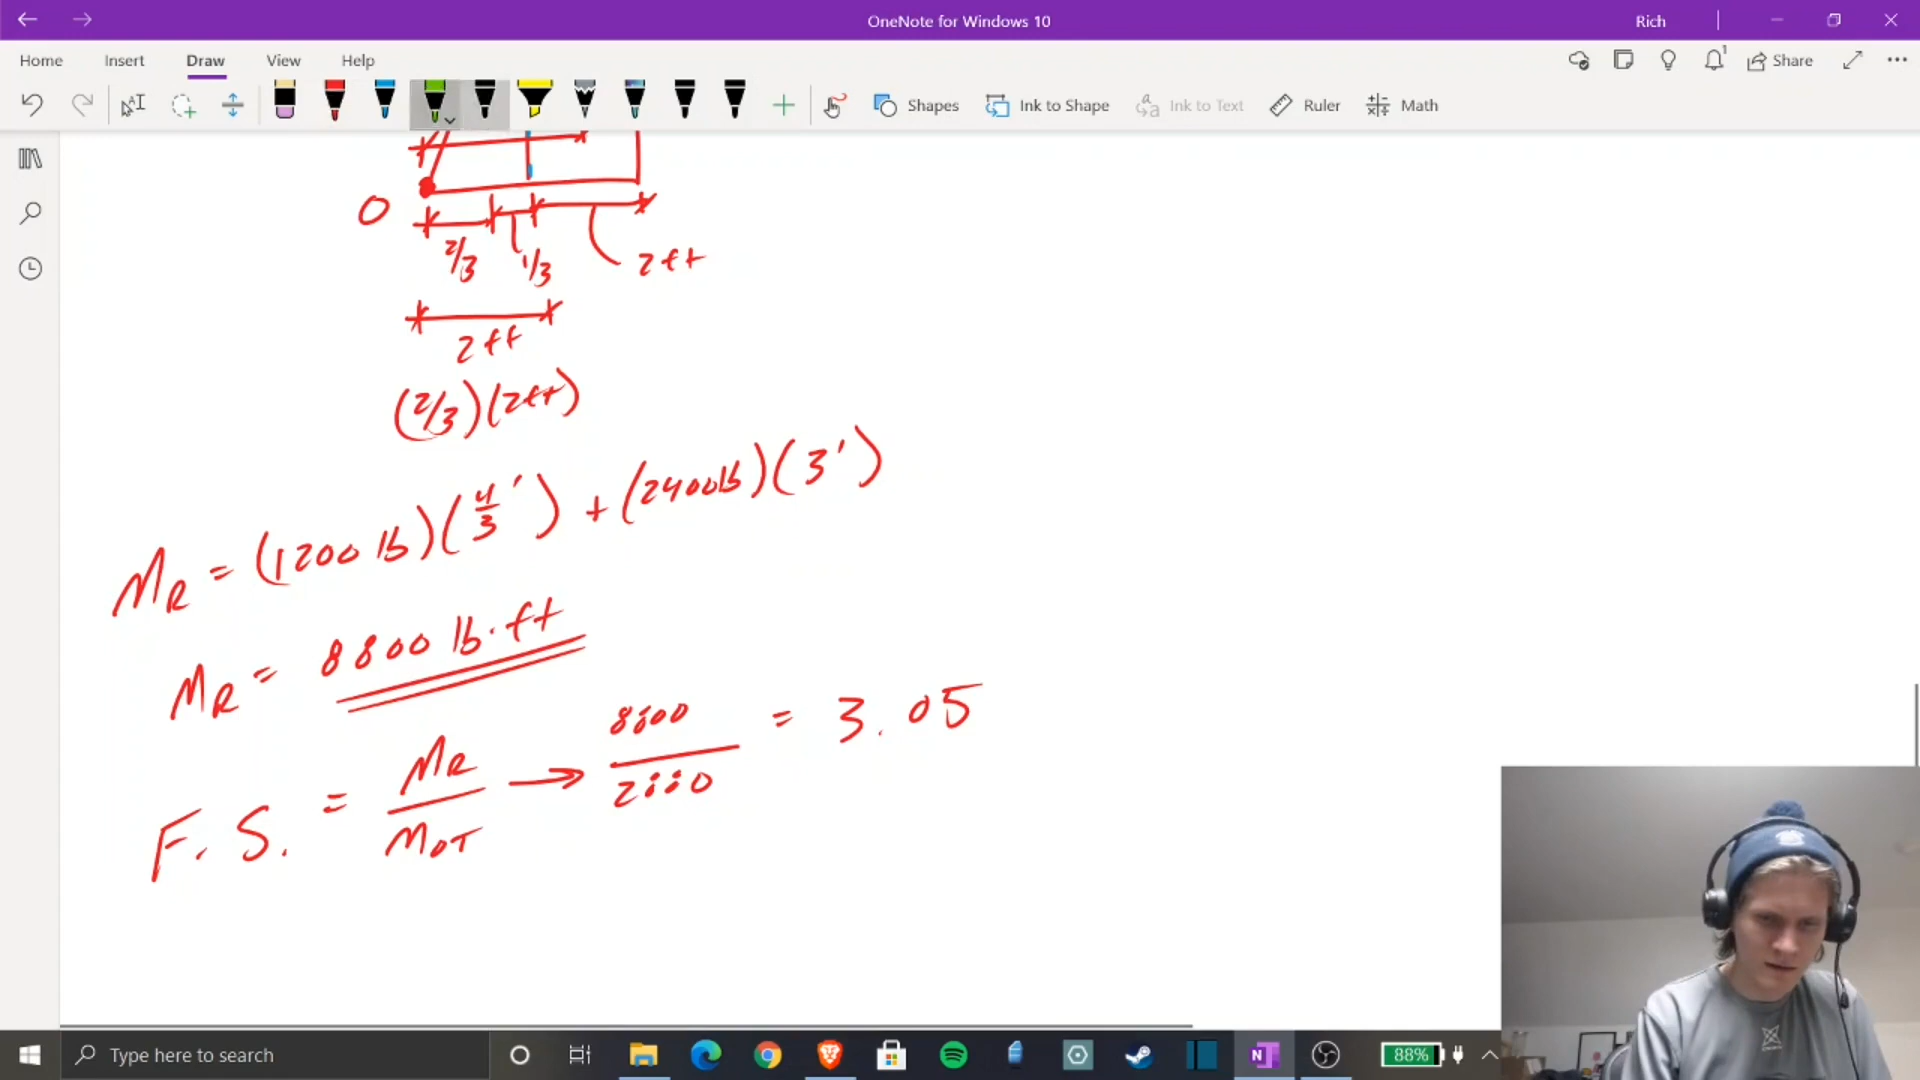 OneNote for Windows 10
Rich
Home Insert Draw View Help
1
Share
Shapes Ink to Shape Ink to Text Ruler Math
O
2/3 1/3 2ft
2ft
(2/3)(2ft)
MR = (1200 lb)(4/3') + (2400lb)(3')
MR = 8800 lb·ft
F.S. = MR/MOT → = 3.05
Type here to search
N
88%